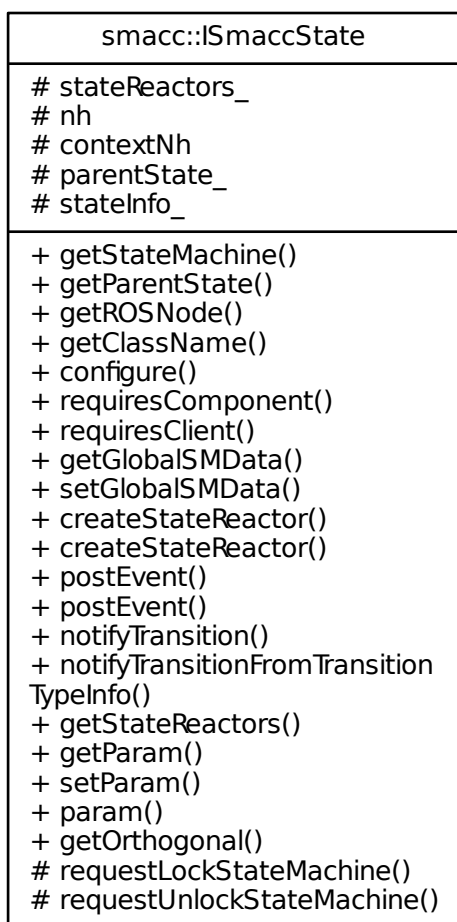 smacc::ISmaccState
# stateReactors_
# nh
# contextNh
# parentState_
# stateInfo_
+ getStateMachine()
+ getParentState()
+ getROSNode()
+ getClassName()
+ configure()
+ requiresComponent()
+ requiresClient()
+ getGlobalSMData()
+ setGlobalSMData()
+ createStateReactor()
+ createStateReactor()
+ postEvent()
+ postEvent()
+ notifyTransition()
+ notifyTransitionFromTransition
TypeInfo()
+ getStateReactors()
+ getParam()
+ setParam()
+ param()
+ getOrthogonal()
# requestLockStateMachine()
# requestUnlockStateMachine()